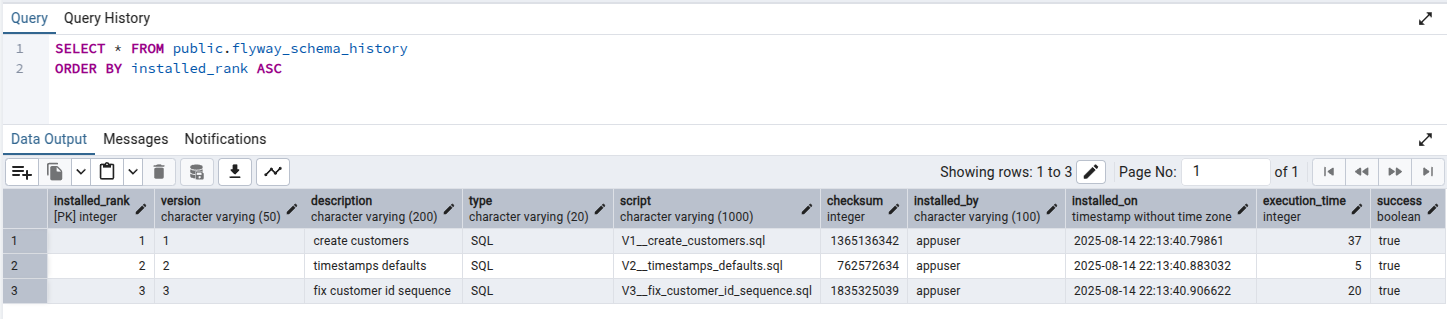 Query Query History
1 SELECT * FROM public.flyway_schema_history
2 ORDER BY installed_rank ASC
Data Output Messages Notifications
Showing rows: 1 to 3 Page No: 1 of 1
installed_rank version description type script checksum installed_by installed_on execution_time success
[PK] integer character varying (50) character varying (200) character varying (20) character varying (1000) integer character varying (100) timestamp without time zone integer boolean
1 1 1 create customers SQL V1__create_customers.sql 1365136342 appuser 2025-08-14 22:13:40.79861 37 true
2 2 2 timestamps defaults SQL V2__timestamps_defaults.sql 762572634 appuser 2025-08-14 22:13:40.883032 5 true
3 3 3 fix customer id sequence SQL V3__fix_customer_id_sequence.sql 1835325039 appuser 2025-08-14 22:13:40.906622 20 true